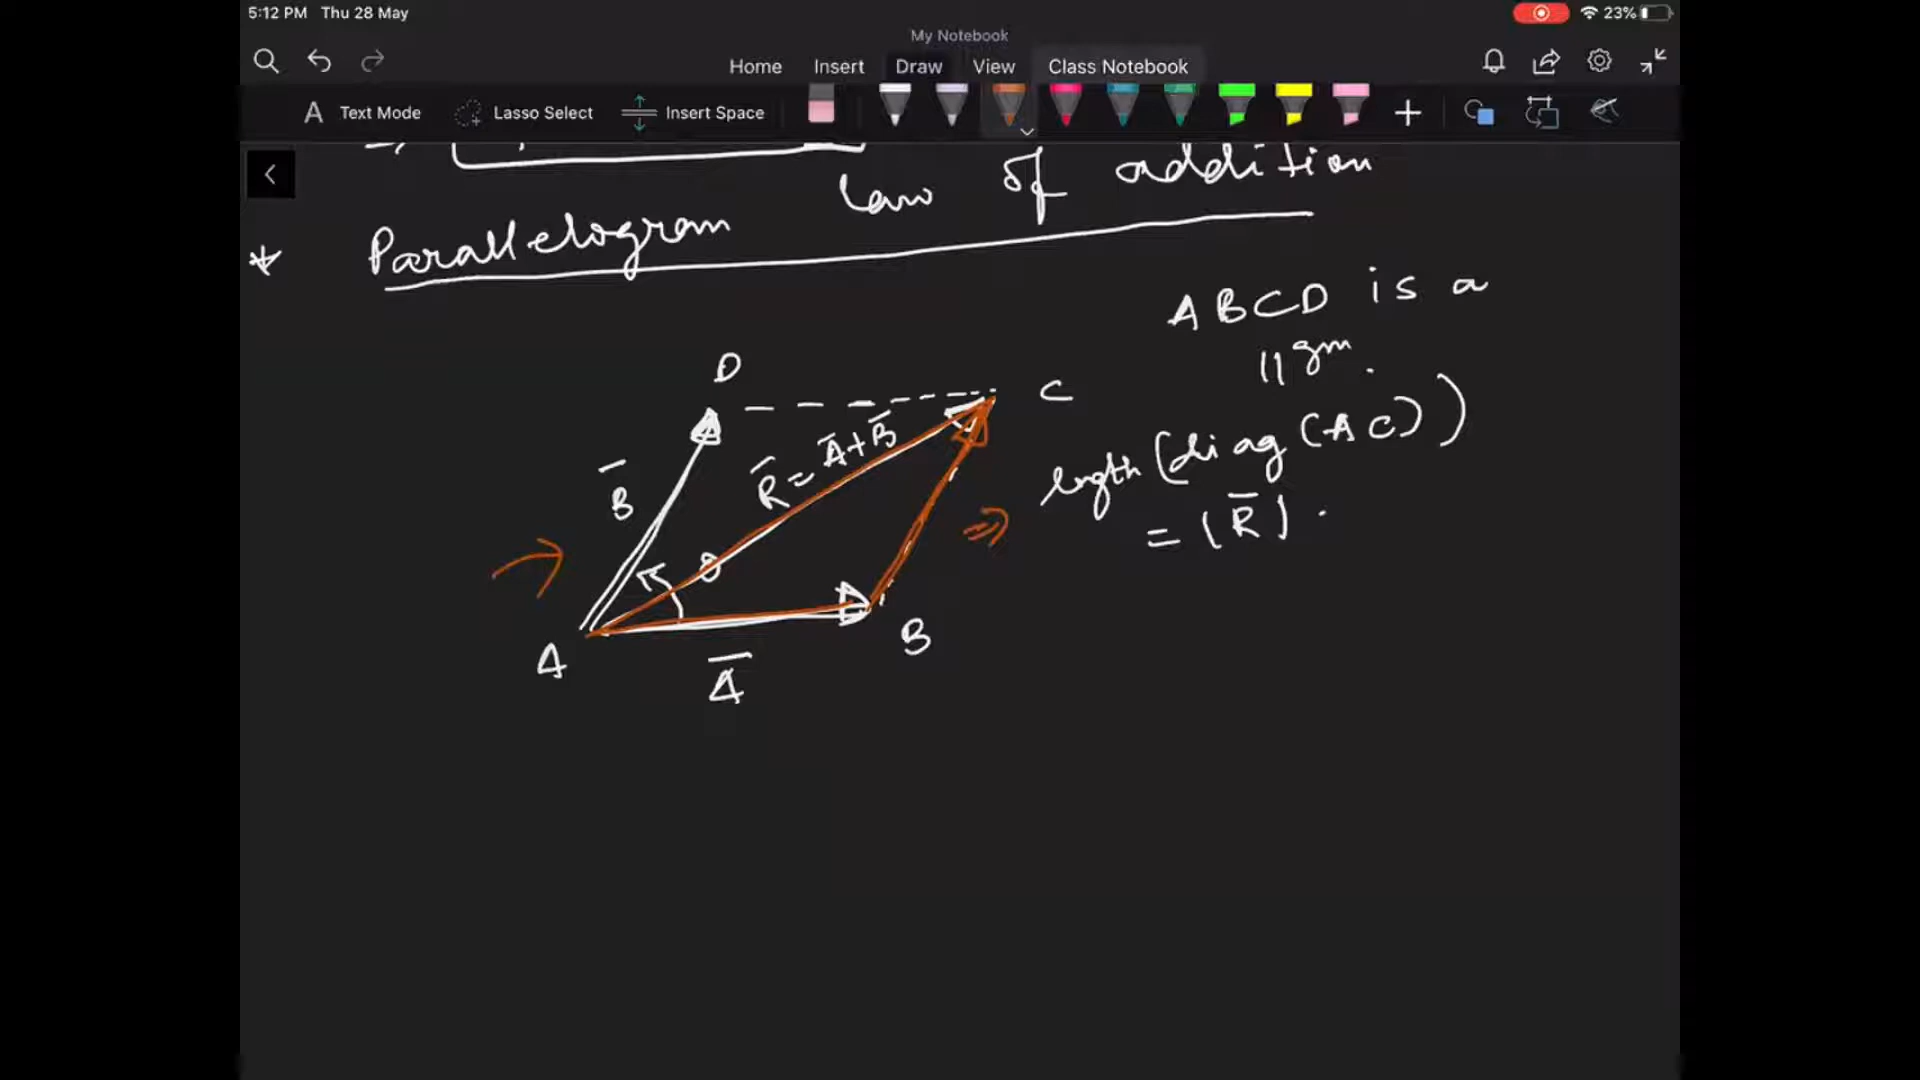 5:12 PM Thu 28 May
23%
My Notebook
Home Insert Draw View Class Notebook
A Text Mode Lasso Select Insert Space
* Parallelogram law of addition
ABCD is a
||gm.
D
C
length (diag (AC))
= |R̅|.
R̅ = A̅+B̅
B̅
θ
A
B
A̅